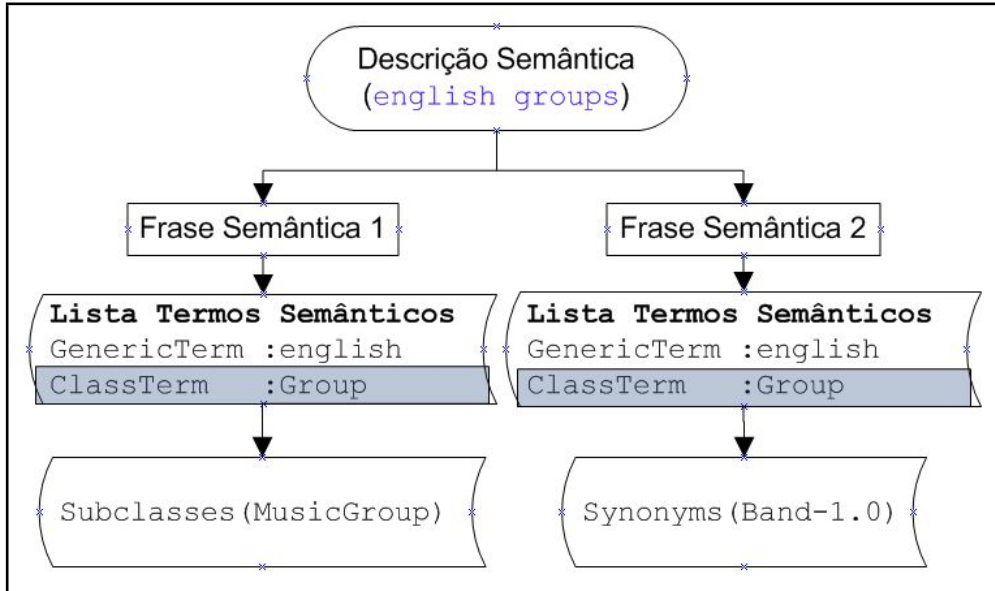 Descrição Semântica
(english groups)
Frase Semântica 1
Frase Semântica 2
Lista Termos Semânticos
GenericTerm :english
ClassTerm :Group
Lista Termos Semânticos
GenericTerm :english
ClassTerm :Group
Subclasses(MusicGroup)
Synonyms(Band-1.0)